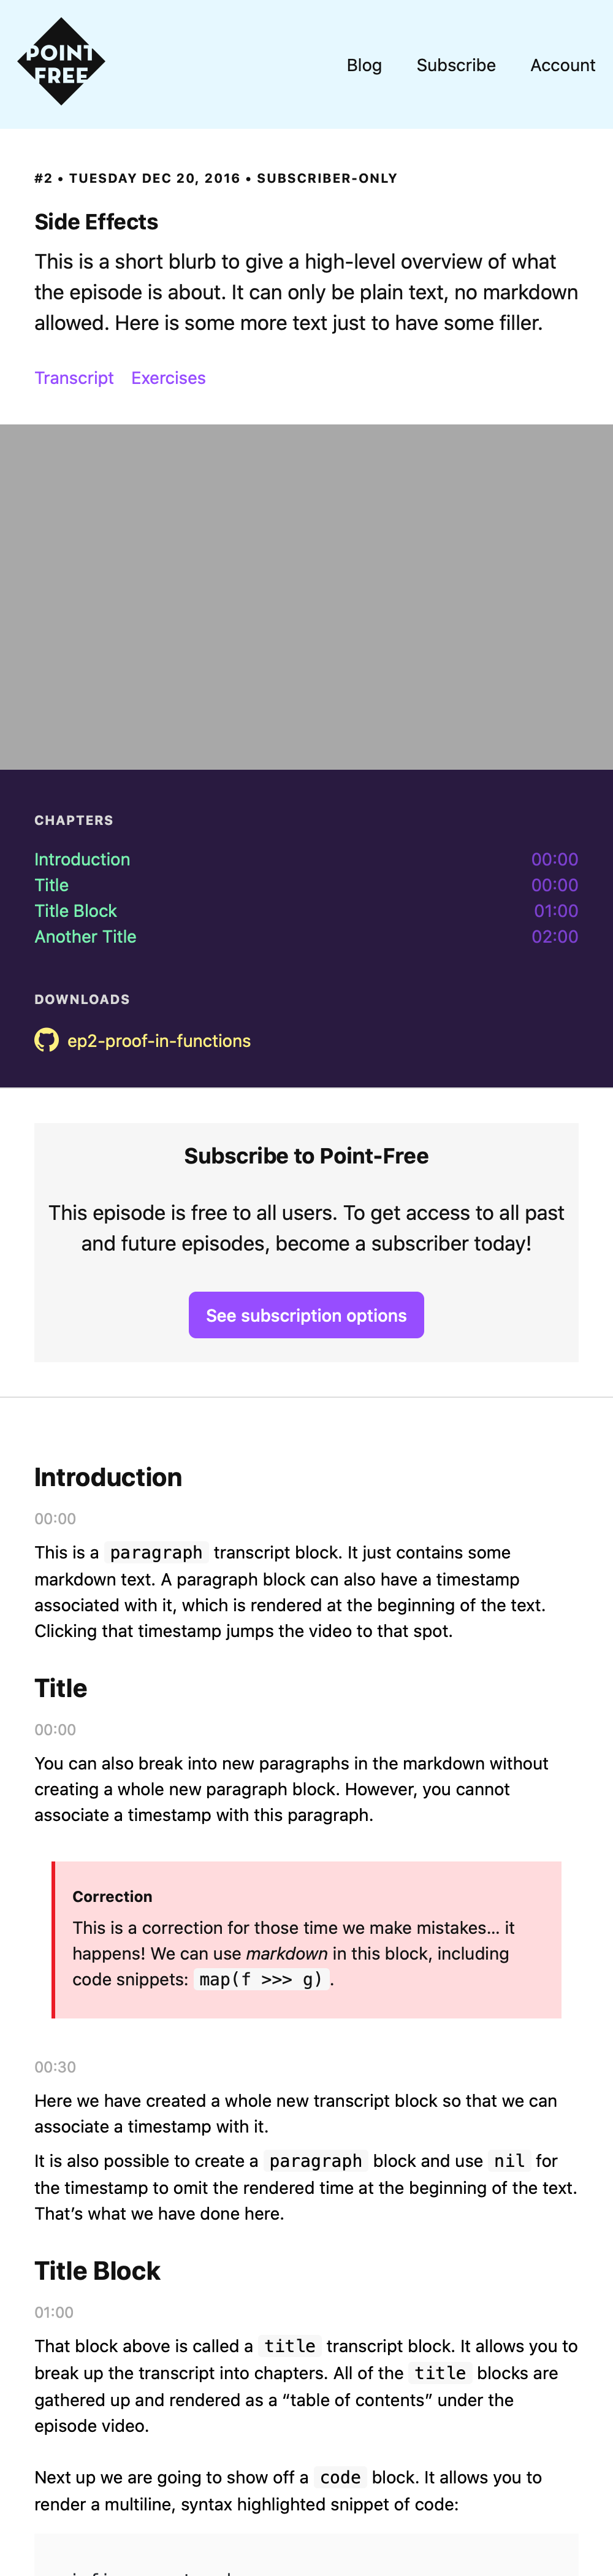 POINT
FREE
Blog Subscribe Account
#2 • TUESDAY DEC 20, 2016 • SUBSCRIBER-ONLY
Side Effects
This is a short blurb to give a high-level overview of what
the episode is about. It can only be plain text, no markdown
allowed. Here is some more text just to have some filler.
Transcript Exercises
CHAPTERS
Introduction 00:00
Title 00:00
Title Block 01:00
Another Title 02:00
DOWNLOADS
ep2-proof-in-functions
Subscribe to Point-Free
This episode is free to all users. To get access to all past
and future episodes, become a subscriber today!
See subscription options
Introduction
00:00
This is a paragraph transcript block. It just contains some
markdown text. A paragraph block can also have a timestamp
associated with it, which is rendered at the beginning of the text.
Clicking that timestamp jumps the video to that spot.
Title
00:00
You can also break into new paragraphs in the markdown without
creating a whole new paragraph block. However, you cannot
associate a timestamp with this paragraph.
Correction
This is a correction for those time we make mistakes… it
happens! We can use markdown in this block, including
code snippets: map(f >>> g).
00:30
Here we have created a whole new transcript block so that we can
associate a timestamp with it.
It is also possible to create a paragraph block and use nil for
the timestamp to omit the rendered time at the beginning of the text.
That’s what we have done here.
Title Block
01:00
That block above is called a title transcript block. It allows you to
break up the transcript into chapters. All of the title blocks are
gathered up and rendered as a “table of contents” under the
episode video.
Next up we are going to show off a code block. It allows you to
render a multiline, syntax highlighted snippet of code: